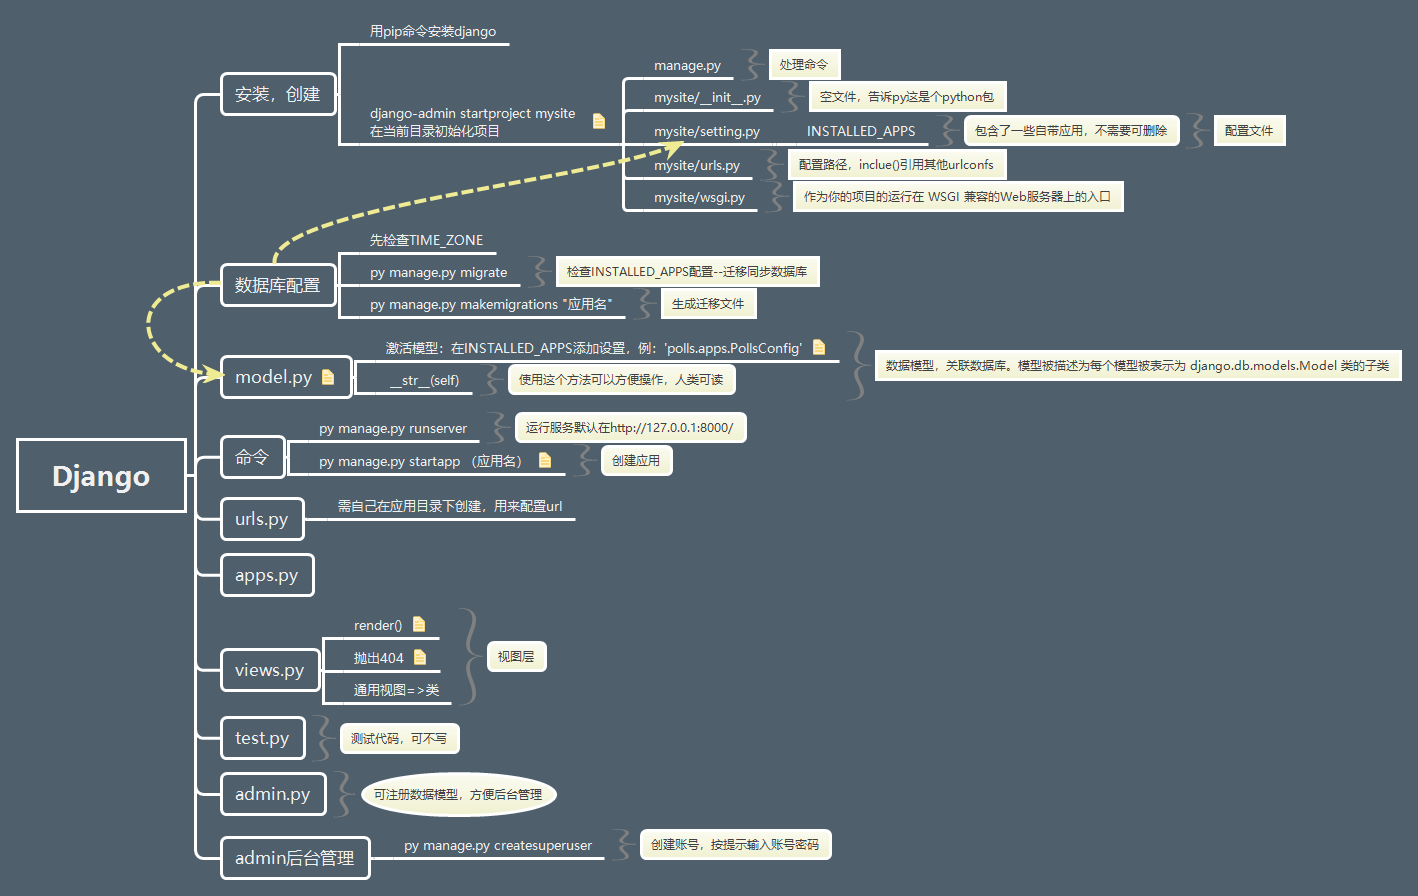 Django
安装，创建
用pip命令安装django
django-admin startproject mysite
在当前目录初始化项目
manage.py
处理命令
mysite/__init__.py
空文件，告诉py这是个python包
mysite/setting.py
INSTALLED_APPS
包含了一些自带应用，不需要可删除
配置文件
mysite/urls.py
配置路径，inclue()引用其他urlconfs
mysite/wsgi.py
作为你的项目的运行在 WSGI 兼容的Web服务器上的入口
数据库配置
先检查TIME_ZONE
py manage.py migrate
检查INSTALLED_APPS配置--迁移同步数据库
py manage.py makemigrations "应用名"
生成迁移文件
model.py
激活模型：在INSTALLED_APPS添加设置，例：'polls.apps.PollsConfig'
__str__(self)
使用这个方法可以方便操作，人类可读
数据模型，关联数据库。模型被描述为每个模型被表示为 django.db.models.Model 类的子类
命令
py manage.py runserver
运行服务默认在http://127.0.0.1:8000/
py manage.py startapp （应用名）
创建应用
urls.py
需自己在应用目录下创建，用来配置url
apps.py
views.py
render()
抛出404
通用视图=>类
视图层
test.py
测试代码，可不写
admin.py
可注册数据模型，方便后台管理
admin后台管理
py manage.py createsuperuser
创建账号，按提示输入账号密码